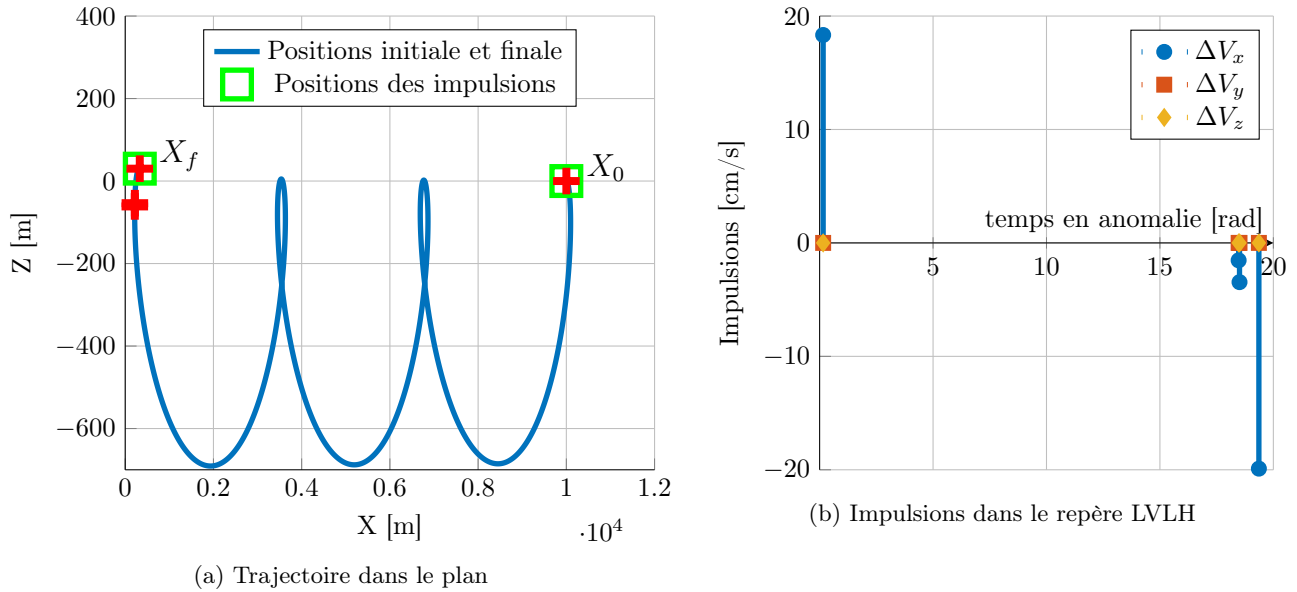 400
200
0
−200
−400
−600
Z [m]
Positions initiale et finale
Positions des impulsions
X_f
X_0
0
0.2
0.4
0.6
0.8
1
1.2
·10^4
X [m]
(a) Trajectoire dans le plan
20
10
0
−10
−20
Impulsions [cm/s]
ΔV_x
ΔV_y
ΔV_z
temps en anomalie [rad]
5
10
15
20
(b) Impulsions dans le repère LVLH